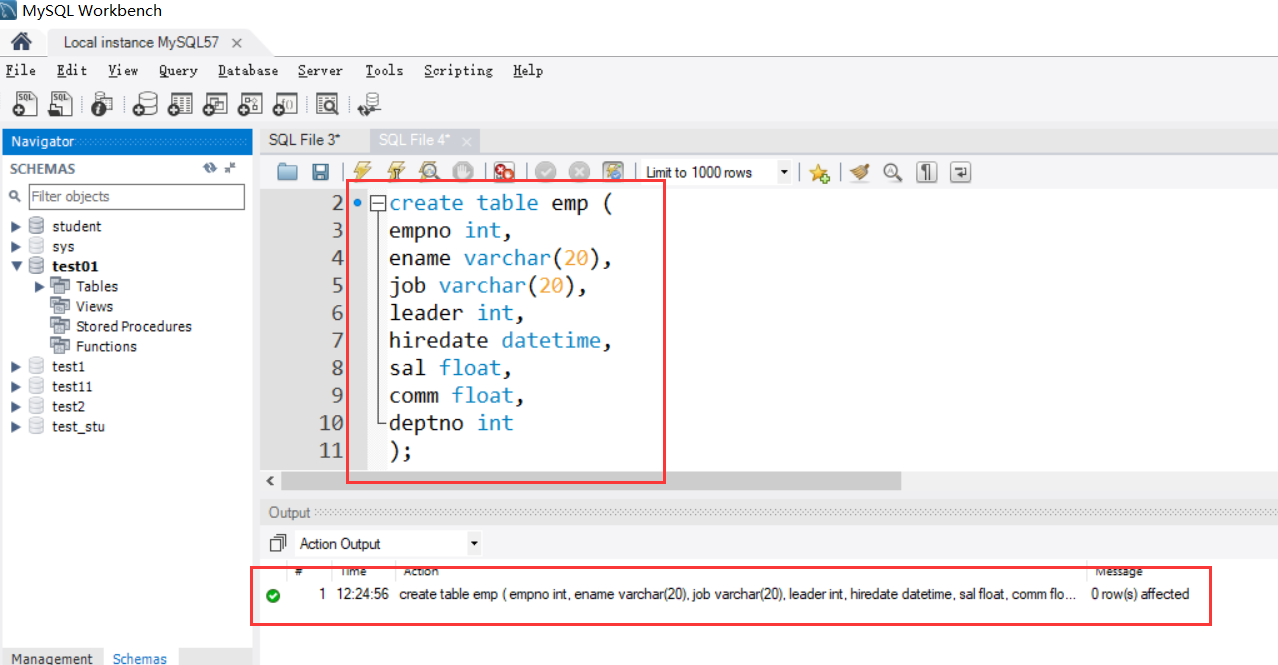 MySQL Workbench
Local instance MySQL57
File Edit View Query Database Server Tools Scripting Help
SQL SQL
Navigator
SCHEMAS
Filter objects
student
sys
test01
Tables
Views
Stored Procedures
Functions
test1
test11
test2
test_stu
Management Schemas
SQL File 3* SQL File 4*
Limit to 1000 rows
2 create table emp (
3 empno int,
4 ename varchar(20),
5 job varchar(20),
6 leader int,
7 hiredate datetime,
8 sal float,
9 comm float,
10 deptno int
11 );
Output
Action Output
# Time Action Message
1 12:24:56 create table emp ( empno int, ename varchar(20), job varchar(20), leader int, hiredate datetime, sal float, comm flo... 0 row(s) affected